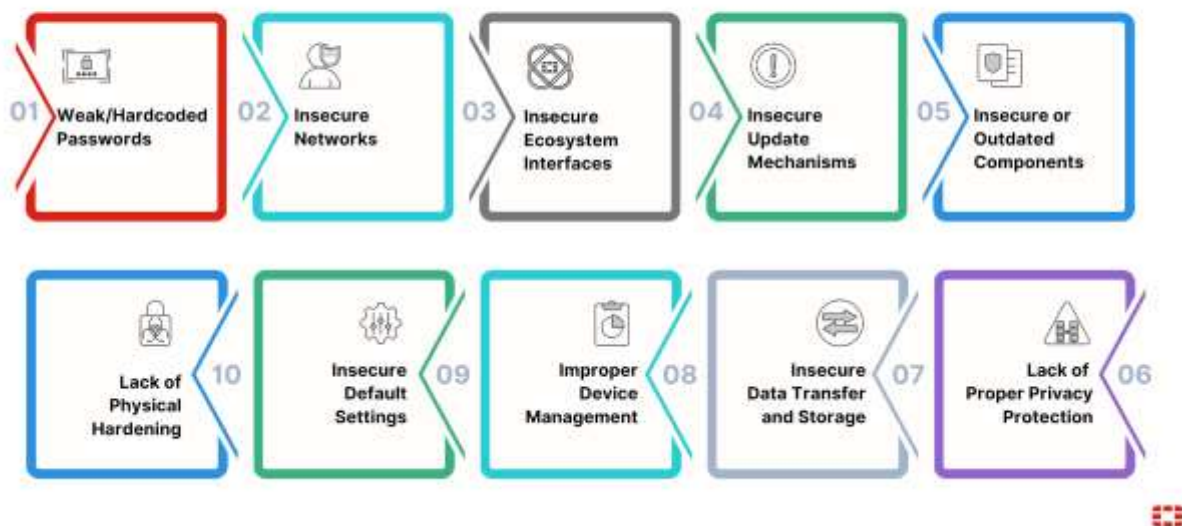 01
Weak/Hardcoded
Passwords
02
Insecure
Networks
03
Insecure
Ecosystem
Interfaces
04
Insecure
Update
Mechanisms
05
Insecure or
Outdated
Components
10
Lack of
Physical
Hardening
09
Insecure
Default
Settings
08
Improper
Device
Management
07
Insecure
Data Transfer
and Storage
06
Lack of
Proper Privacy
Protection